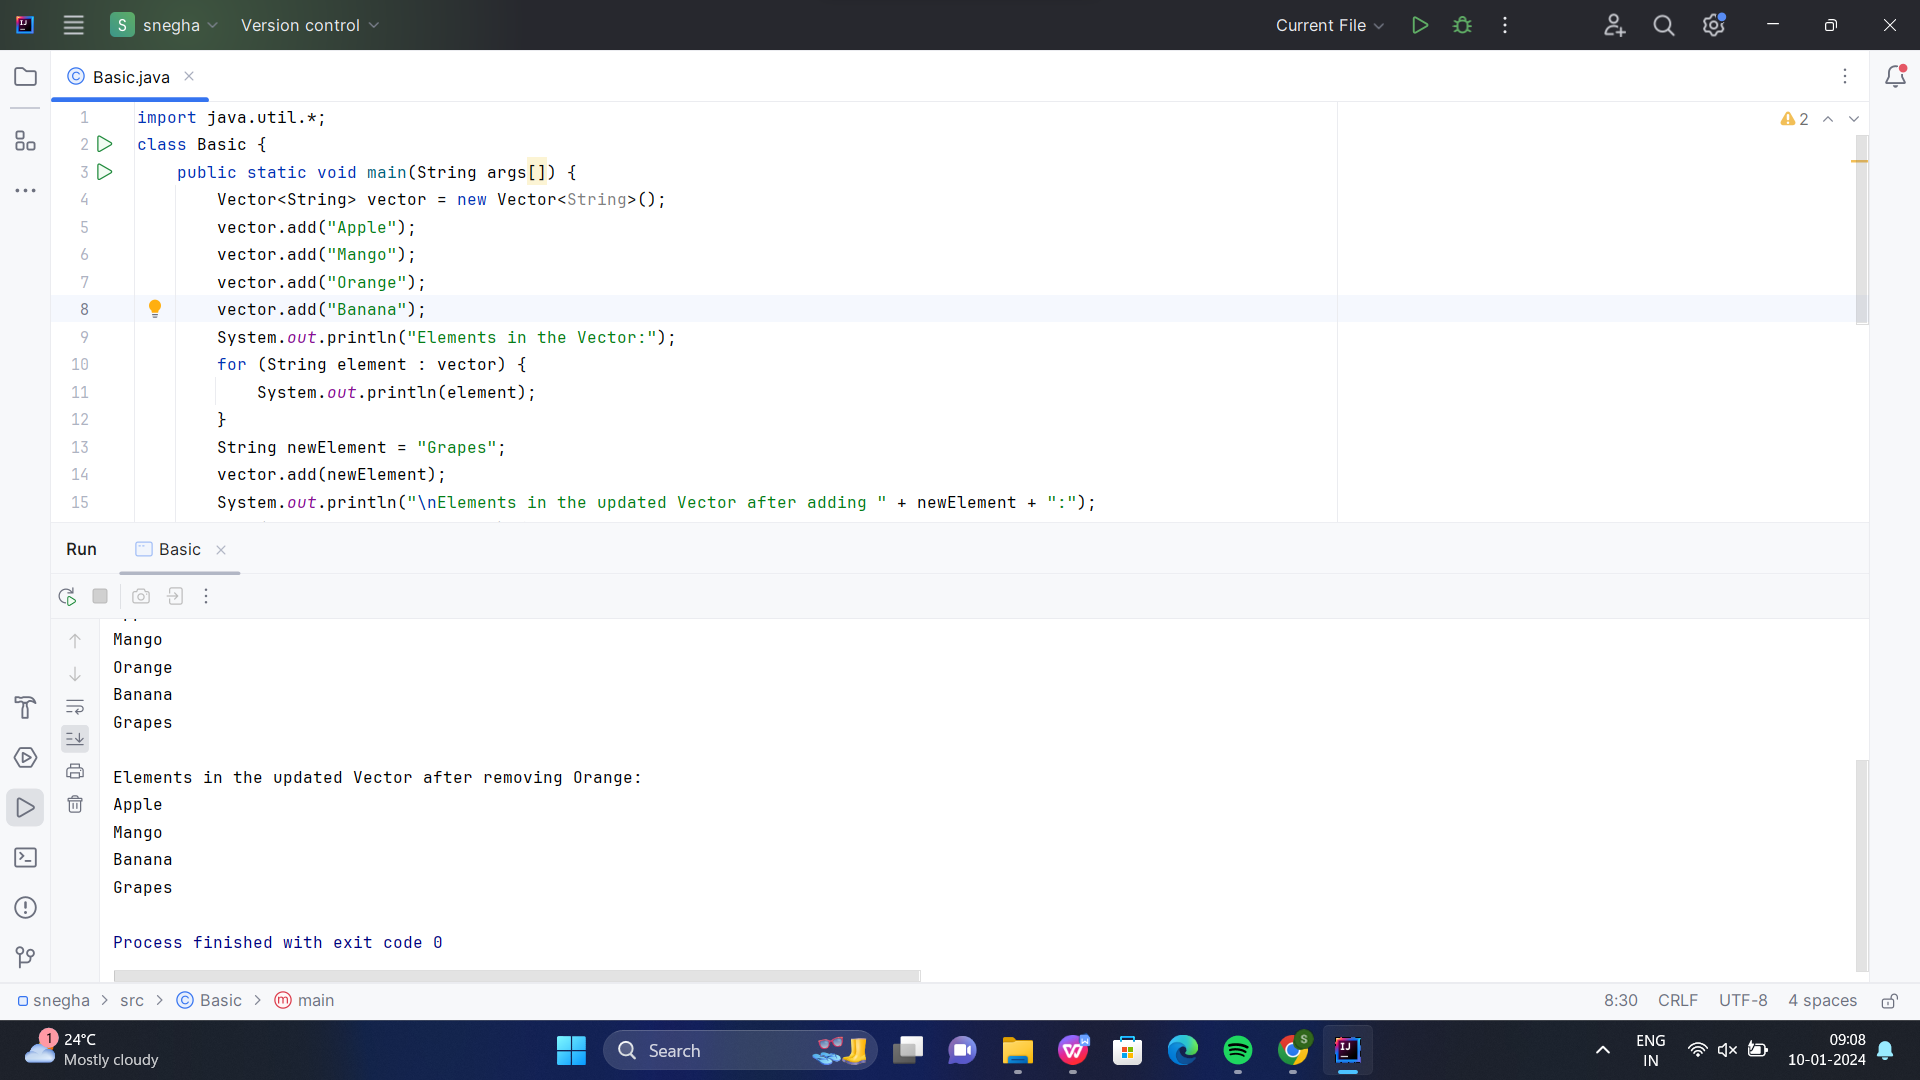 S snegha Version control Current File
Basic.java
1 import java.util.*; 2
2 class Basic {
3 public static void main(String args[]) {
4 Vector<String> vector = new Vector<String>();
5 vector.add("Apple");
6 vector.add("Mango");
7 vector.add("Orange");
8 vector.add("Banana");
9 System.out.println("Elements in the Vector:");
10 for (String element : vector) {
11 System.out.println(element);
12 }
13 String newElement = "Grapes";
14 vector.add(newElement);
15 System.out.println("\nElements in the updated Vector after adding " + newElement + ":");
Run Basic
Mango
Orange
Banana
Grapes
Elements in the updated Vector after removing Orange:
Apple
Mango
Banana
Grapes
Process finished with exit code 0
snegha > src > Basic > main 8:30 CRLF UTF-8 4 spaces
1 24°C Search ENG 09:08
Mostly cloudy IN 10-01-2024